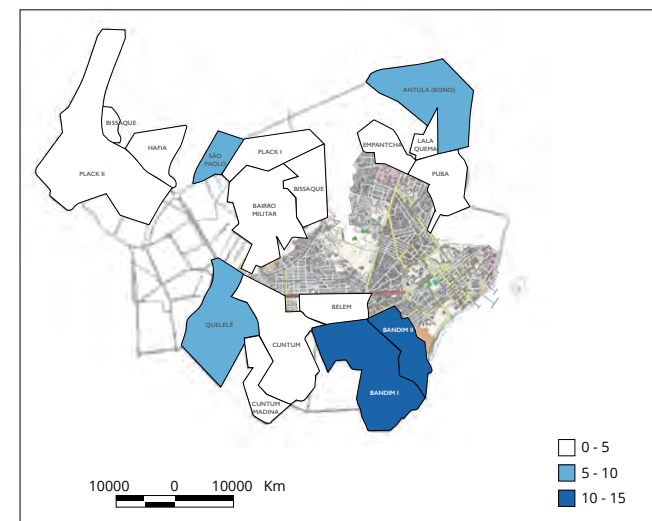 ANTULA (BONO)
BISSAQUE
HAFIA
PLACK II
SÃO
PAOLO
PLACK I
BISSAQUE
BAIRRO
MILITAR
EMPANTCHA
LALA
QUEMA
PUBA
QUELELÉ
BELEM
BANDIM II
CUNTUM
BANDIM I
CUNTUM
MADINA
0 - 5
5 - 10
10 - 15
10000 0 10000 Km